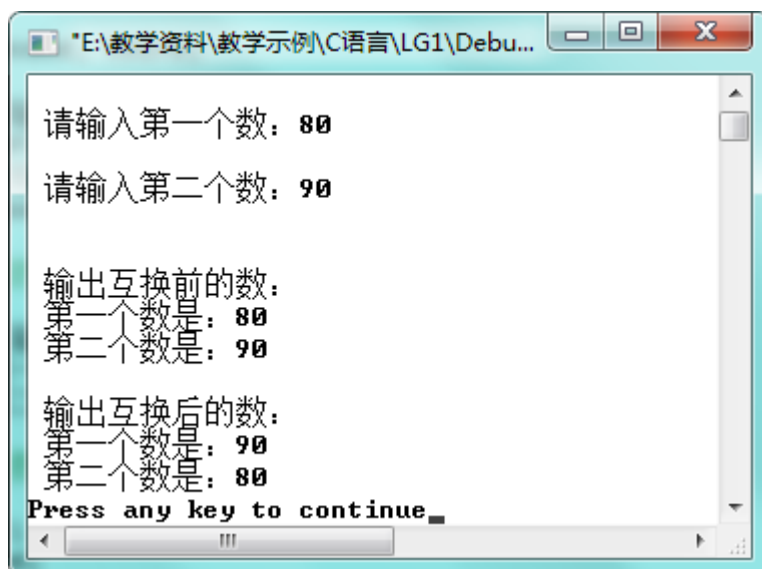 "E:\教学资料\教学示例\C语言\LG1\Debu...
请输入第一个数：80
请输入第二个数：90
输出互换前的数：
第一个数是：80
第二个数是：90
输出互换后的数：
第一个数是：90
第二个数是：80
Press any key to continue